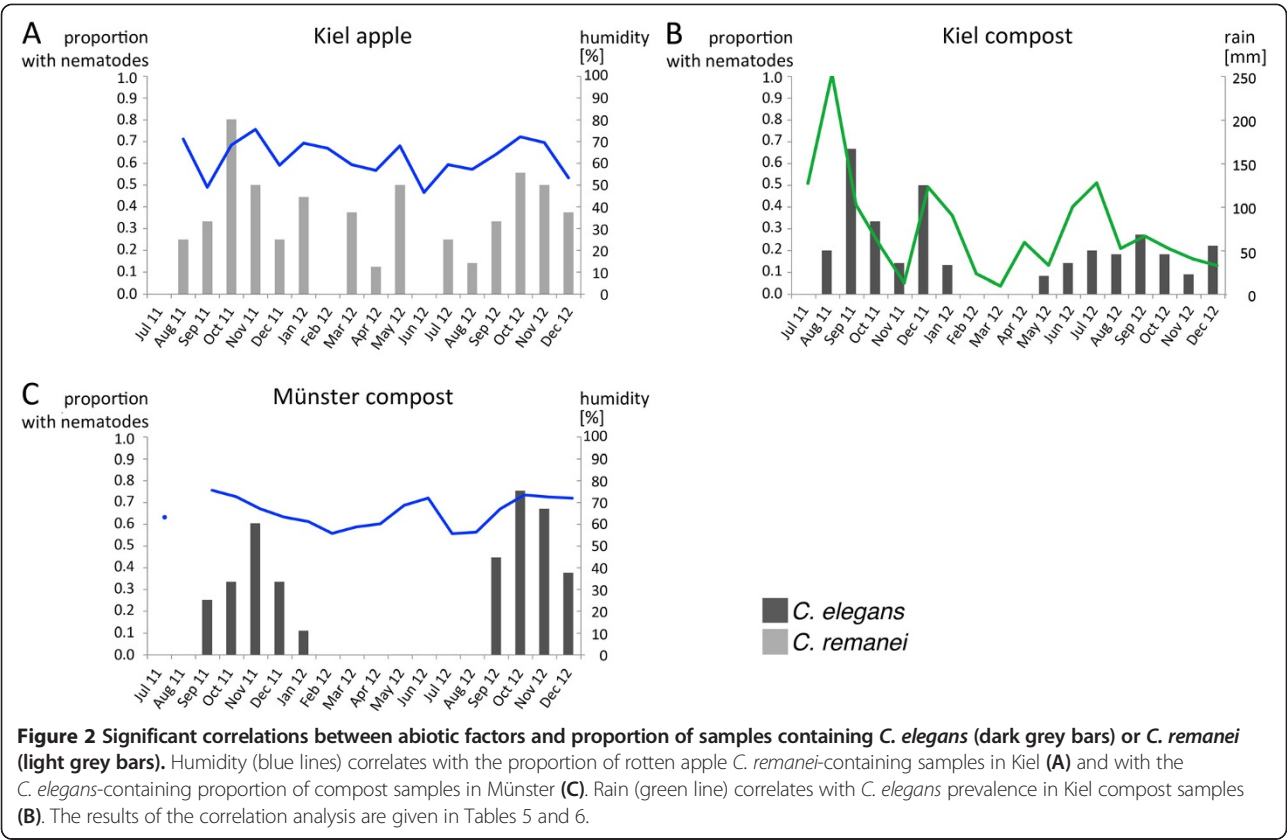 A
proportion
with nematodes
Kiel apple
humidity
[%]
1.0
0.9
0.8
0.7
0.6
0.5
0.4
0.3
0.2
0.1
0.0
100
90
80
70
60
50
40
30
20
10
0
Jul 11
Aug 11
Sep 11
Oct 11
Nov 11
Dec 11
Jan 12
Feb 12
Mar 12
Apr 12
May 12
Jun 12
Jul 12
Aug 12
Sep 12
Oct 12
Nov 12
Dec 12
B
proportion
with nematodes
Kiel compost
rain
[mm]
1.0
0.9
0.8
0.7
0.6
0.5
0.4
0.3
0.2
0.1
0.0
250
200
150
100
50
0
Jul 11
Aug 11
Sep 11
Oct 11
Nov 11
Dec 11
Jan 12
Feb 12
Mar 12
Apr 12
May 12
Jun 12
Jul 12
Aug 12
Sep 12
Oct 12
Nov 12
Dec 12
C
proportion
with nematodes
Münster compost
humidity
[%]
1.0
0.9
0.8
0.7
0.6
0.5
0.4
0.3
0.2
0.1
0.0
100
90
80
70
60
50
40
30
20
10
0
Jul 11
Aug 11
Sep 11
Oct 11
Nov 11
Dec 11
Jan 12
Feb 12
Mar 12
Apr 12
May 12
Jun 12
Jul 12
Aug 12
Sep 12
Oct 12
Nov 12
Dec 12
C. elegans
C. remanei
Figure 2 Significant correlations between abiotic factors and proportion of samples containing C. elegans (dark grey bars) or C. remanei
(light grey bars). Humidity (blue lines) correlates with the proportion of rotten apple C. remanei-containing samples in Kiel (A) and with the
C. elegans-containing proportion of compost samples in Münster (C). Rain (green line) correlates with C. elegans prevalence in Kiel compost samples
(B). The results of the correlation analysis are given in Tables 5 and 6.